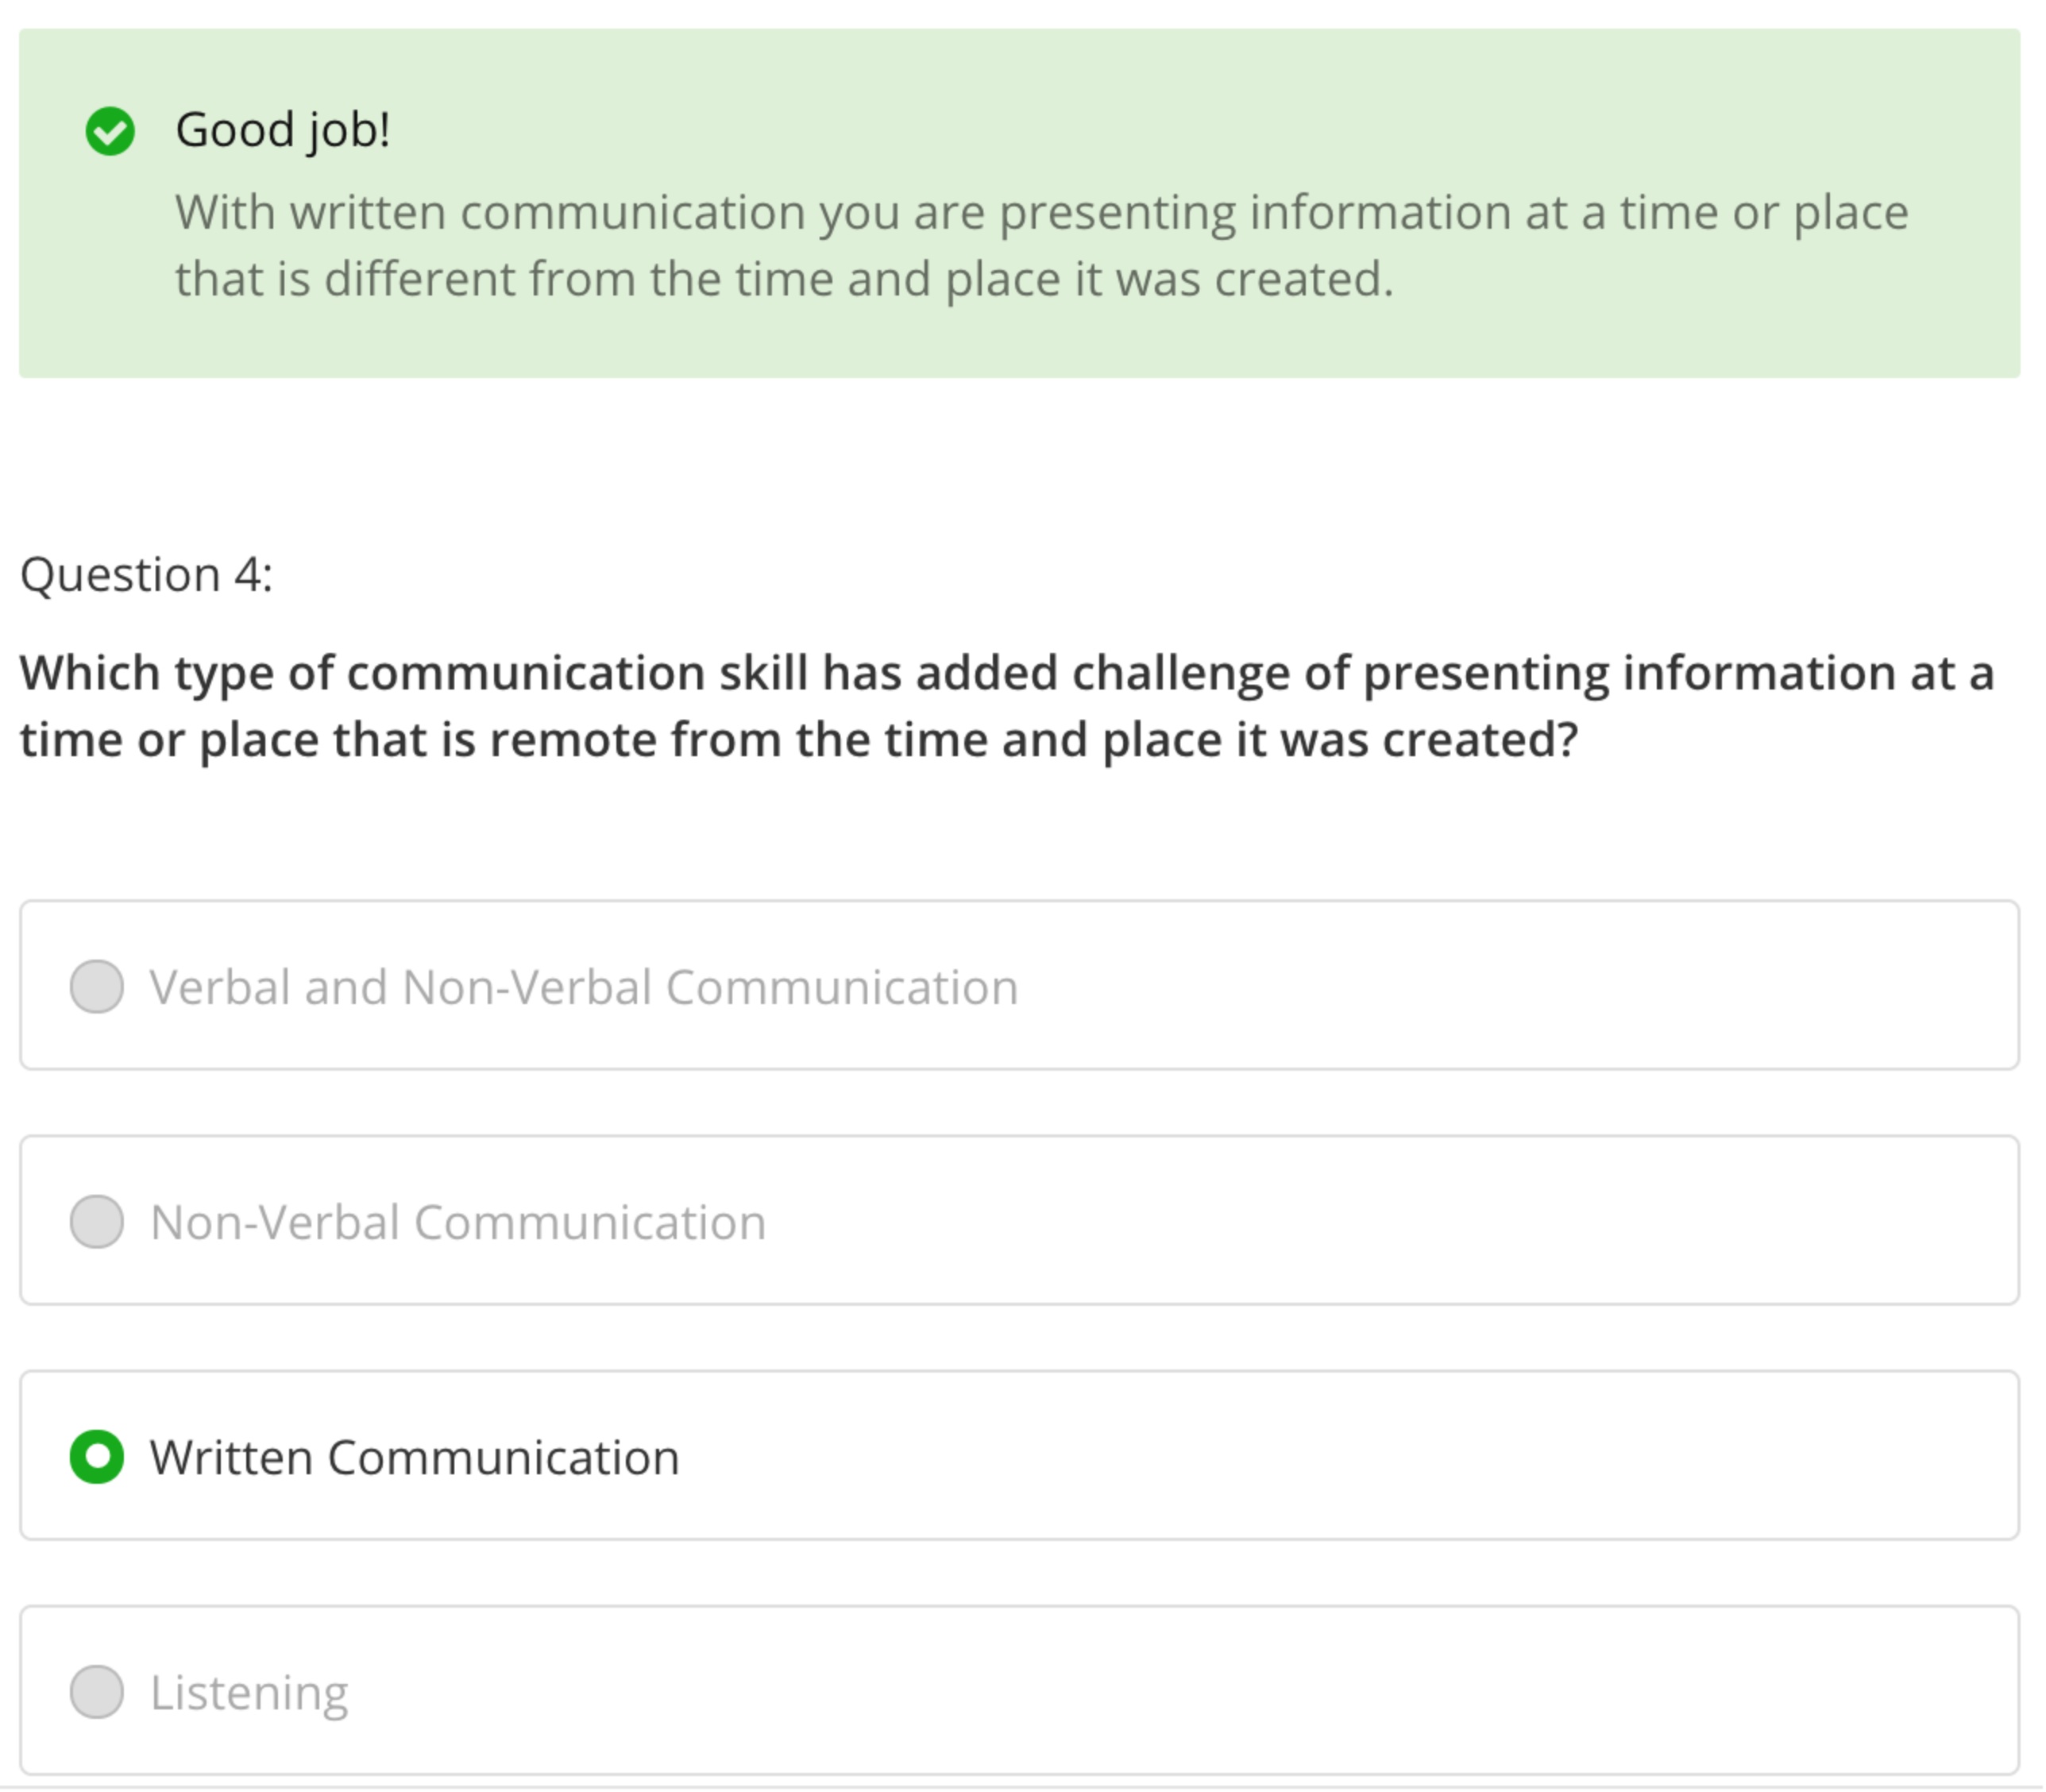 Good job!
With written communication you are presenting information at a time or place
that is different from the time and place it was created.
Question 4:
Which type of communication skill has added challenge of presenting information at a
time or place that is remote from the time and place it was created?
Verbal and Non-Verbal Communication
Non-Verbal Communication
Written Communication
Listening